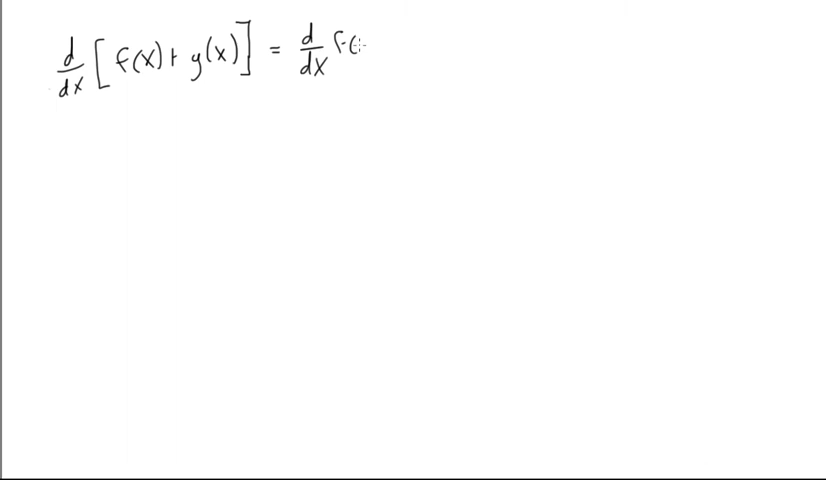 d/dx [f(x) + g(x)] = d/dx f(